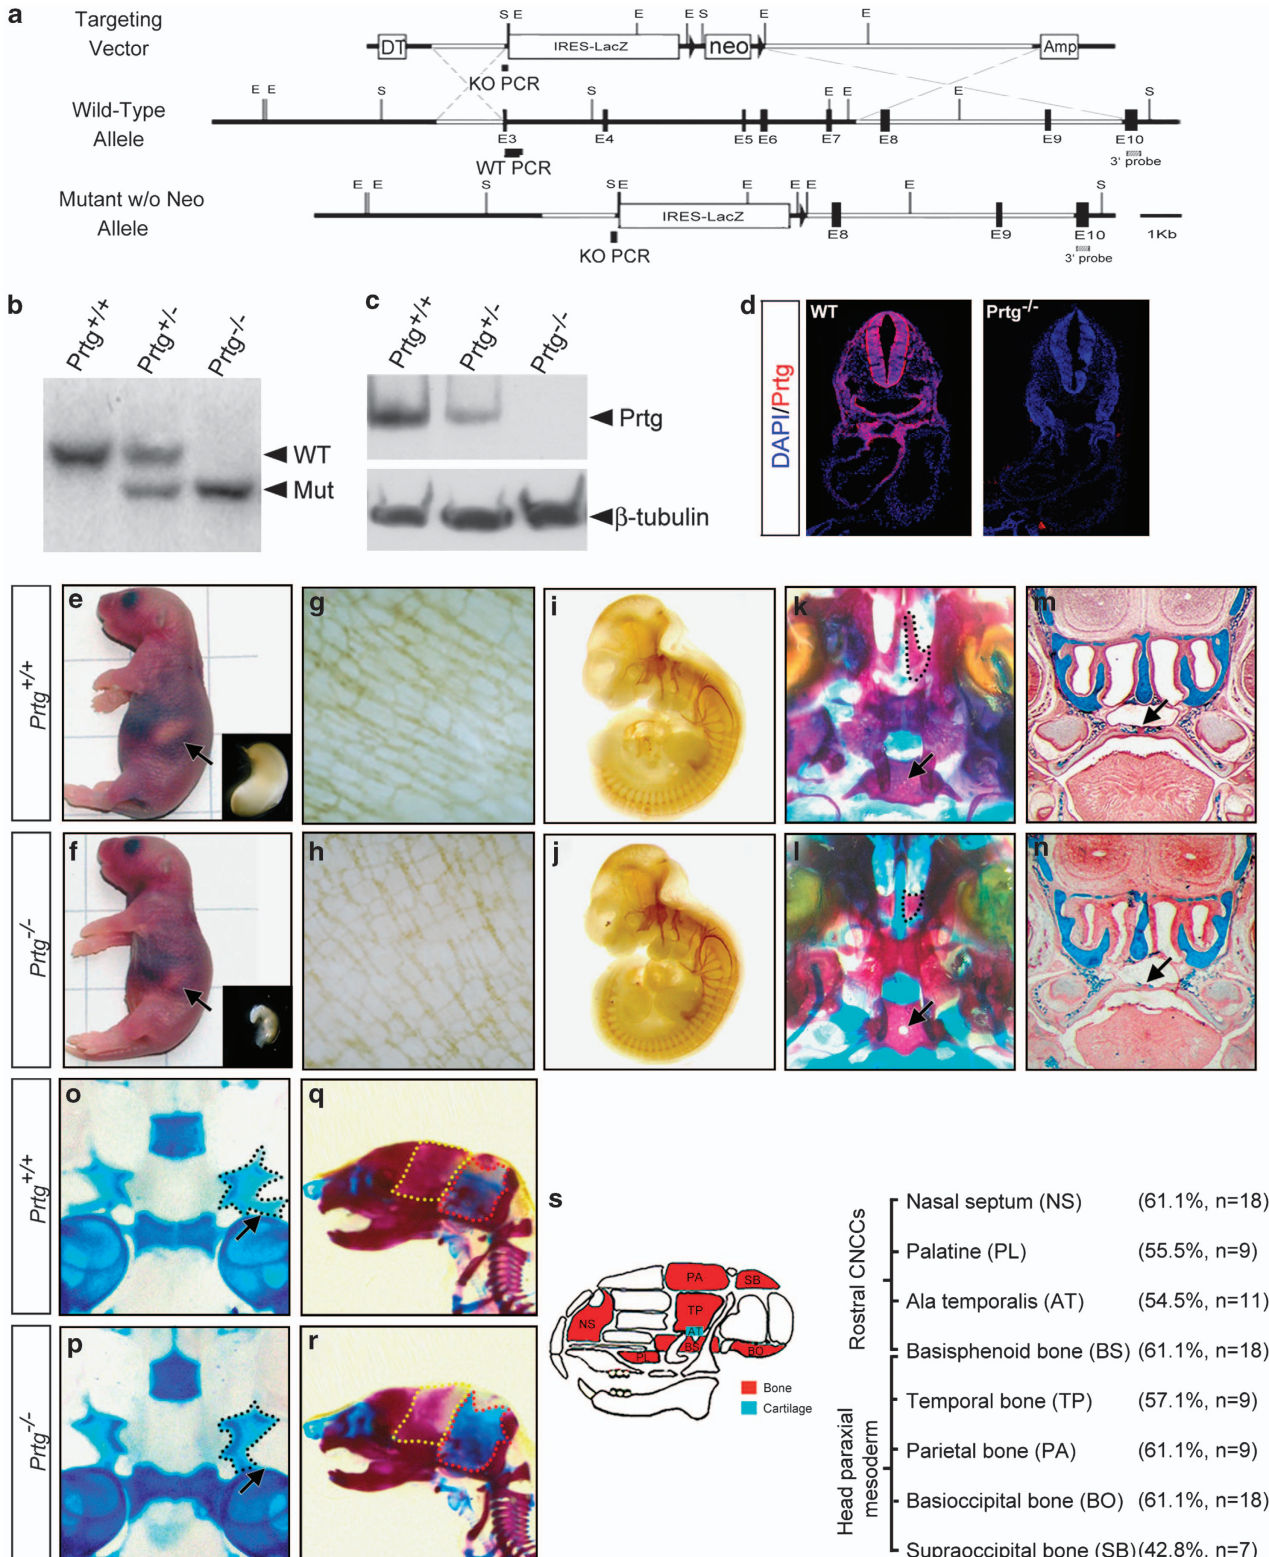 a
Targeting
Vector
S E E E S E E
DT IRES-LacZ neo Amp
KO PCR
Wild-Type
Allele
E E S S E E E S
E3 E4 E5 E6 E7 E8 E9 E10
WT PCR
3' probe
Mutant w/o Neo
Allele
E E S S E E E E E S
IRES-LacZ
E8 E9 E10
1Kb
KO PCR
3' probe
b
Prtg+/+
Prtg+/-
Prtg-/-
WT
Mut
c
Prtg+/+
Prtg+/-
Prtg-/-
Prtg
β-tubulin
d
DAPI/Prtg
WT
Prtg-/-
Prtg+/+
e
g
i
k
m
Prtg-/-
f
h
j
l
n
Prtg+/+
o
q
Prtg-/-
p
r
s
PA
SB
TP
NS
AT
BS
PL
BO
Bone
Cartilage
Rostral CNCCs
Nasal septum (NS) (61.1%, n=18)
Palatine (PL) (55.5%, n=9)
Ala temporalis (AT) (54.5%, n=11)
Basisphenoid bone (BS) (61.1%, n=18)
Head paraxial
mesoderm
Temporal bone (TP) (57.1%, n=9)
Parietal bone (PA) (61.1%, n=9)
Basioccipital bone (BO) (61.1%, n=18)
Supraoccipital bone (SB)(42.8%, n=7)